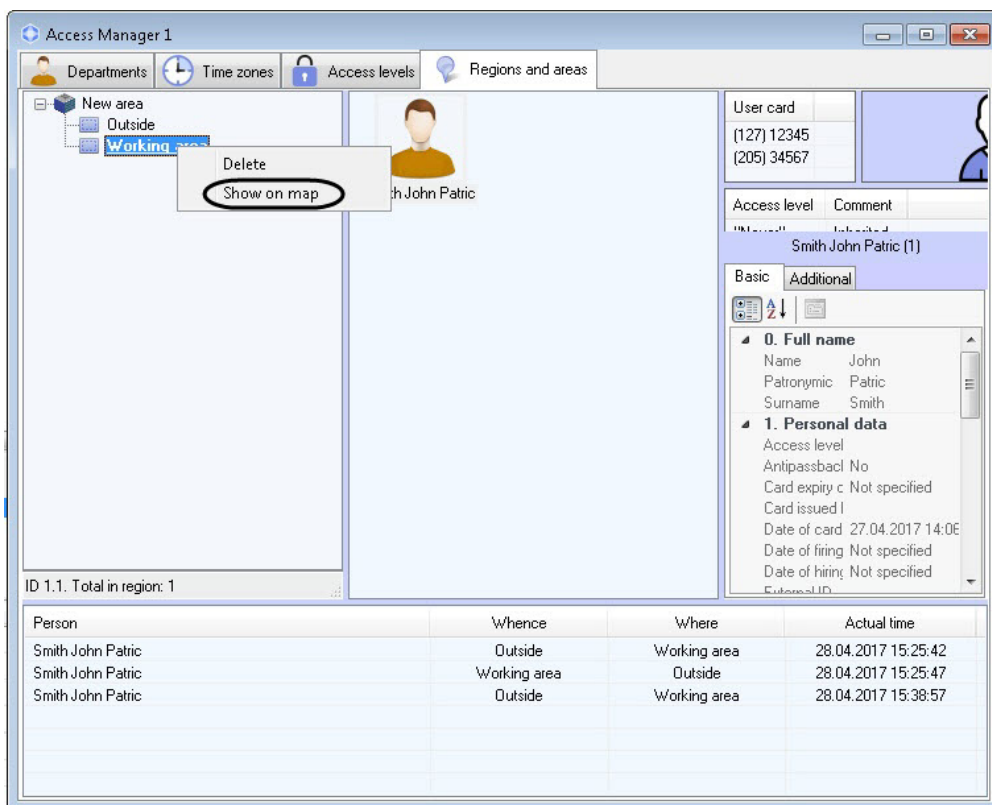 Access Manager 1
Departments Time zones Access levels Regions and areas
New area
Outside
Working area
Delete
Show on map
h John Patric
User card
(127) 12345
(205) 34567
Access level Comment
Smith John Patric (1)
Basic Additional
0. Full name
Name John
Patronymic Patric
Surname Smith
1. Personal data
Access level
Antipassbacl No
Card expiry c Not specified
Card issued l
Date of card 27.04.2017 14:06
Date of firing Not specified
Date of hiring Not specified
ID 1.1. Total in region: 1
Person Whence Where Actual time
Smith John Patric Outside Working area 28.04.2017 15:25:42
Smith John Patric Working area Outside 28.04.2017 15:25:47
Smith John Patric Outside Working area 28.04.2017 15:38:57